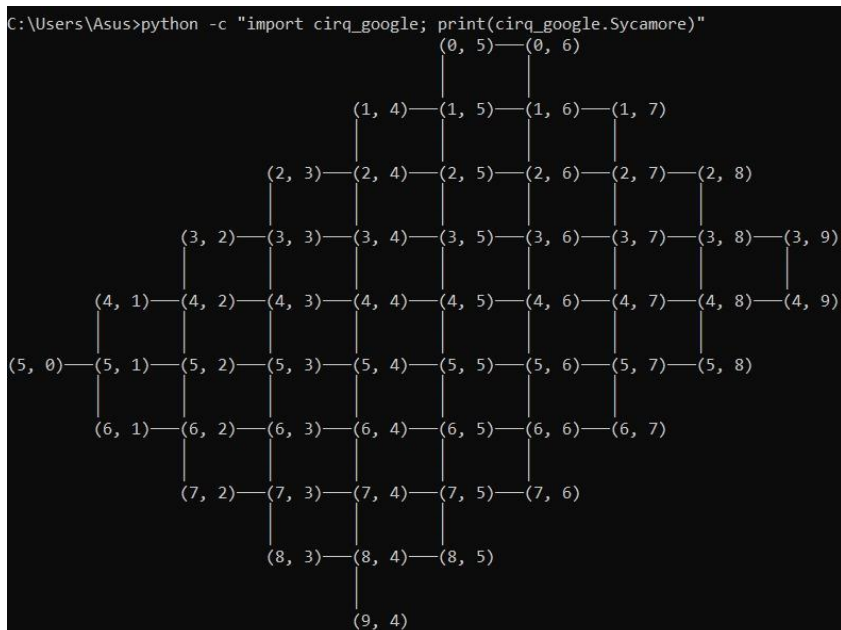 C:\Users\Asus>python -c "import cirq_google; print(cirq_google.Sycamore)"
(0, 5)──(0, 6)
(1, 4)──(1, 5)──(1, 6)──(1, 7)
(2, 3)──(2, 4)──(2, 5)──(2, 6)──(2, 7)──(2, 8)
(3, 2)──(3, 3)──(3, 4)──(3, 5)──(3, 6)──(3, 7)──(3, 8)──(3, 9)
(4, 1)──(4, 2)──(4, 3)──(4, 4)──(4, 5)──(4, 6)──(4, 7)──(4, 8)──(4, 9)
(5, 0)──(5, 1)──(5, 2)──(5, 3)──(5, 4)──(5, 5)──(5, 6)──(5, 7)──(5, 8)
(6, 1)──(6, 2)──(6, 3)──(6, 4)──(6, 5)──(6, 6)──(6, 7)
(7, 2)──(7, 3)──(7, 4)──(7, 5)──(7, 6)
(8, 3)──(8, 4)──(8, 5)
(9, 4)